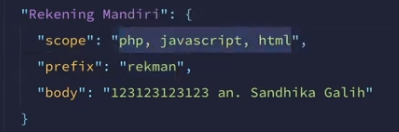 "Rekening Mandiri": {
"scope": "php, javascript, html",
"prefix": "rekman",
"body": "123123123123 an. Sandhika Galih"
}